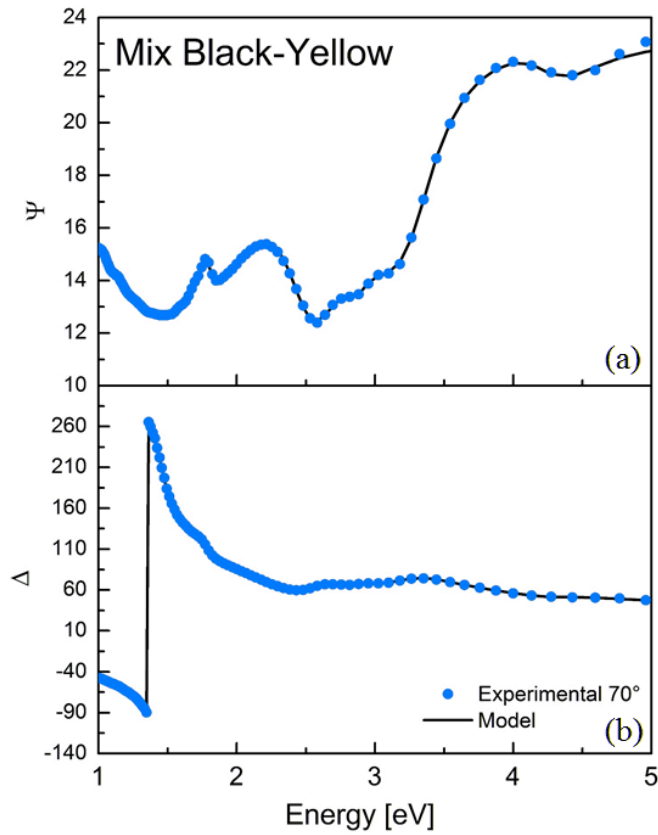 24
Mix Black-Yellow
22
20
18
Ψ
16
14
12
(a)
10
260
210
160
110
Δ
60
10
-40
Experimental 70°
-90
Model
(b)
-140
1 2 3 4 5
Energy [eV]